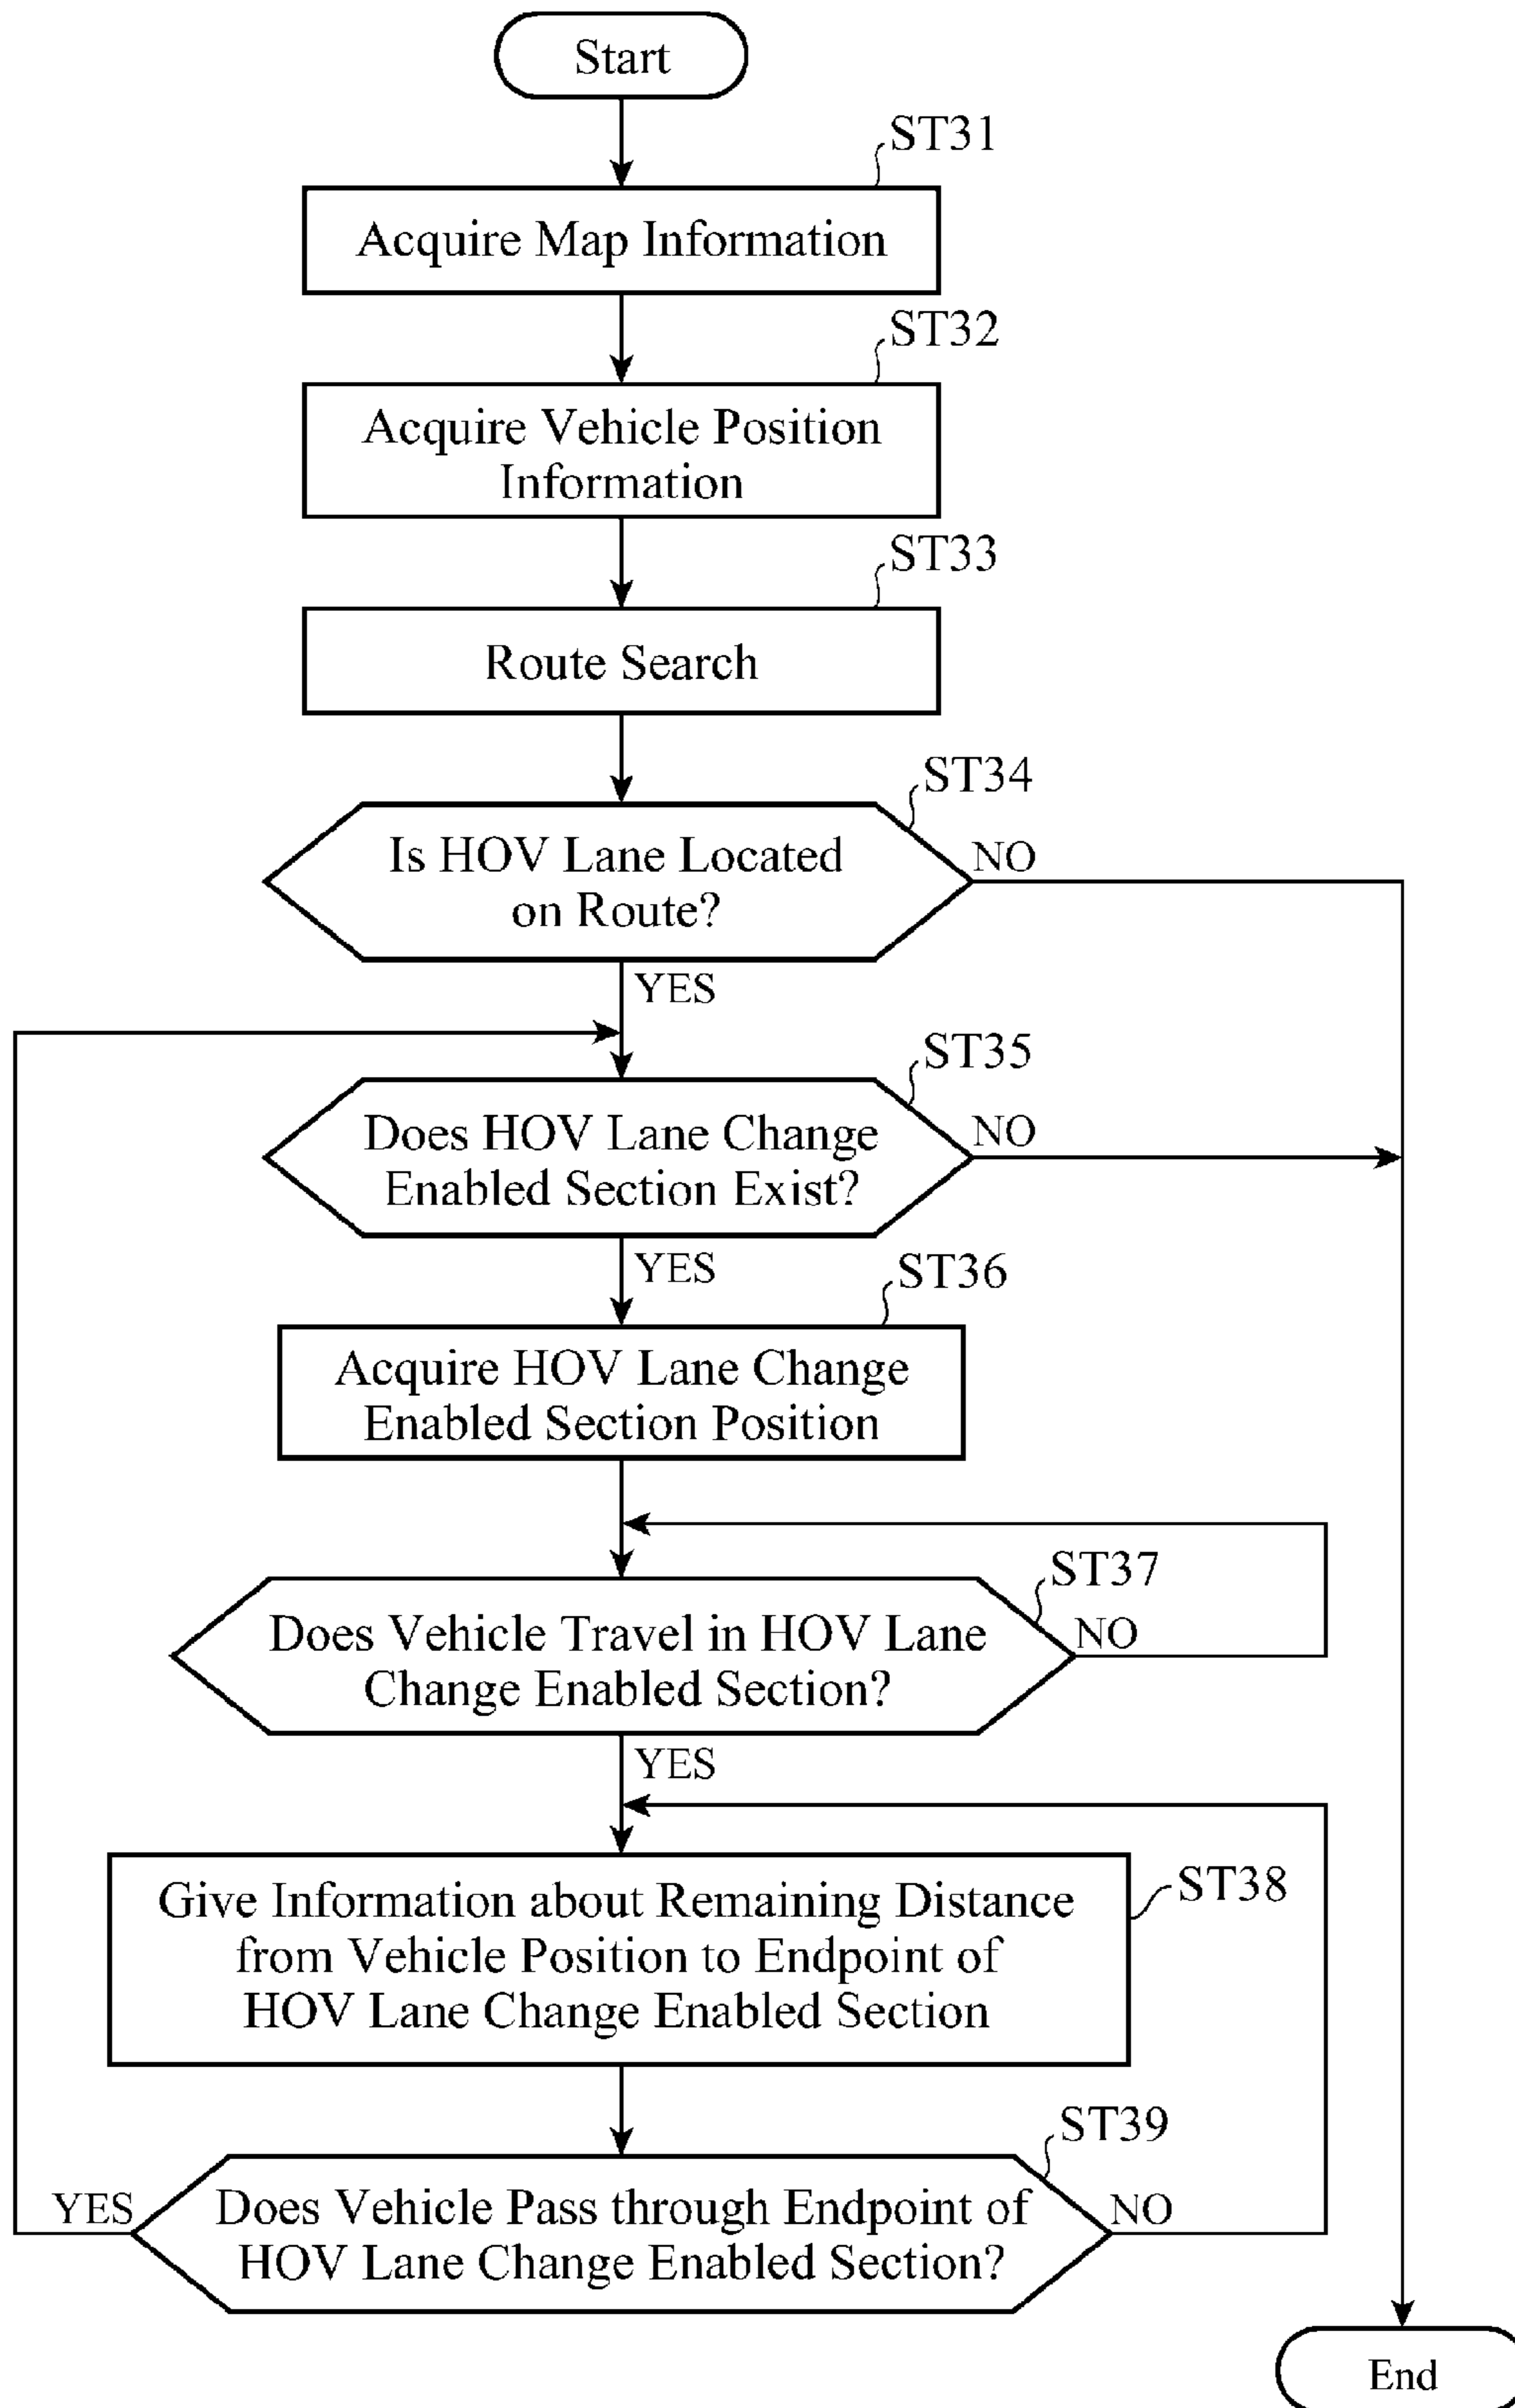 Start
ST31
Acquire Map Information
ST32
Acquire Vehicle Position
Information
ST33
Route Search
ST34
Is HOV Lane Located
on Route?
NO
YES
ST35
Does HOV Lane Change
Enabled Section Exist?
NO
YES
ST36
Acquire HOV Lane Change
Enabled Section Position
ST37
Does Vehicle Travel in HOV Lane
Change Enabled Section?
NO
YES
ST38
Give Information about Remaining Distance
from Vehicle Position to Endpoint of
HOV Lane Change Enabled Section
ST39
YES
Does Vehicle Pass through Endpoint of
HOV Lane Change Enabled Section?
NO
End